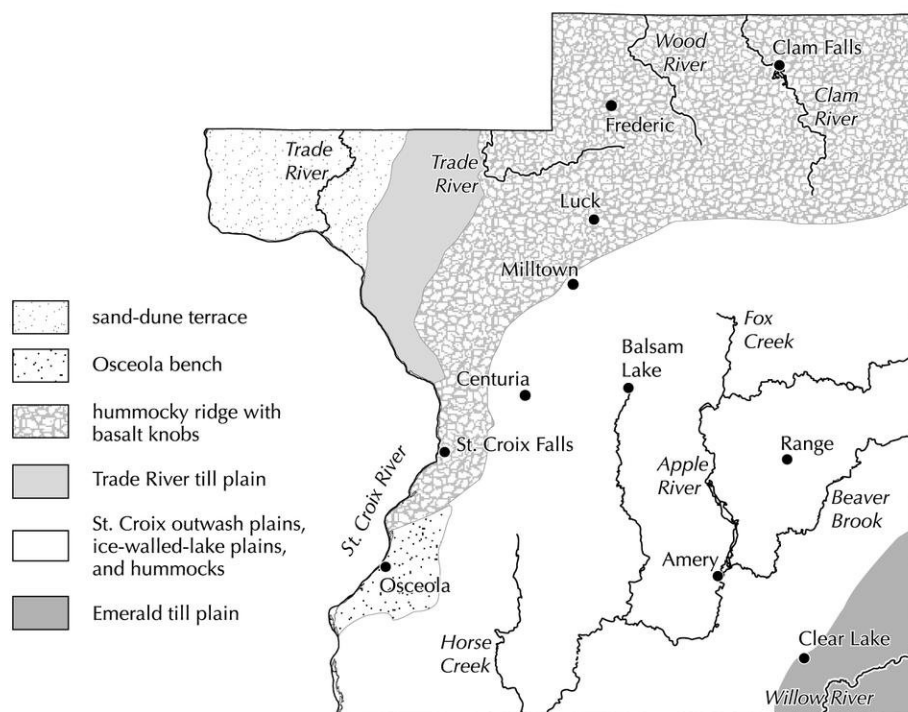 Wood
River
Clam Falls
Clam
River
Frederic
Trade
River
Trade
River
Luck
Milltown
sand-dune terrace
Osceola bench
hummocky ridge with
basalt knobs
Trade River till plain
St. Croix outwash plains,
ice-walled-lake plains,
and hummocks
Emerald till plain
Fox
Creek
Balsam
Lake
Centuria
St. Croix Falls
Range
Apple
River
Beaver
Brook
St. Croix River
Osceola
Amery
Horse
Creek
Clear Lake
Willow River